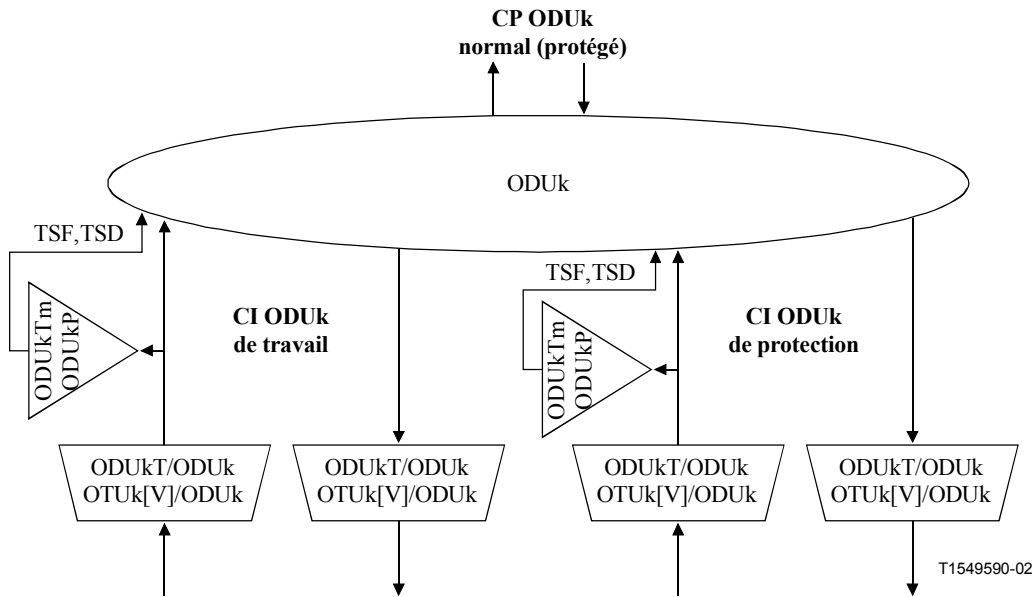 CP ODUk
normal (protégé)
ODUk
TSF,TSD
TSF,TSD
ODUkTm
ODUkP
CI ODUk
de travail
ODUkTm
ODUkP
CI ODUk
de protection
ODUkT/ODUk
OTUk[V]/ODUk
ODUkT/ODUk
OTUk[V]/ODUk
ODUkT/ODUk
OTUk[V]/ODUk
ODUkT/ODUk
OTUk[V]/ODUk
T1549590-02